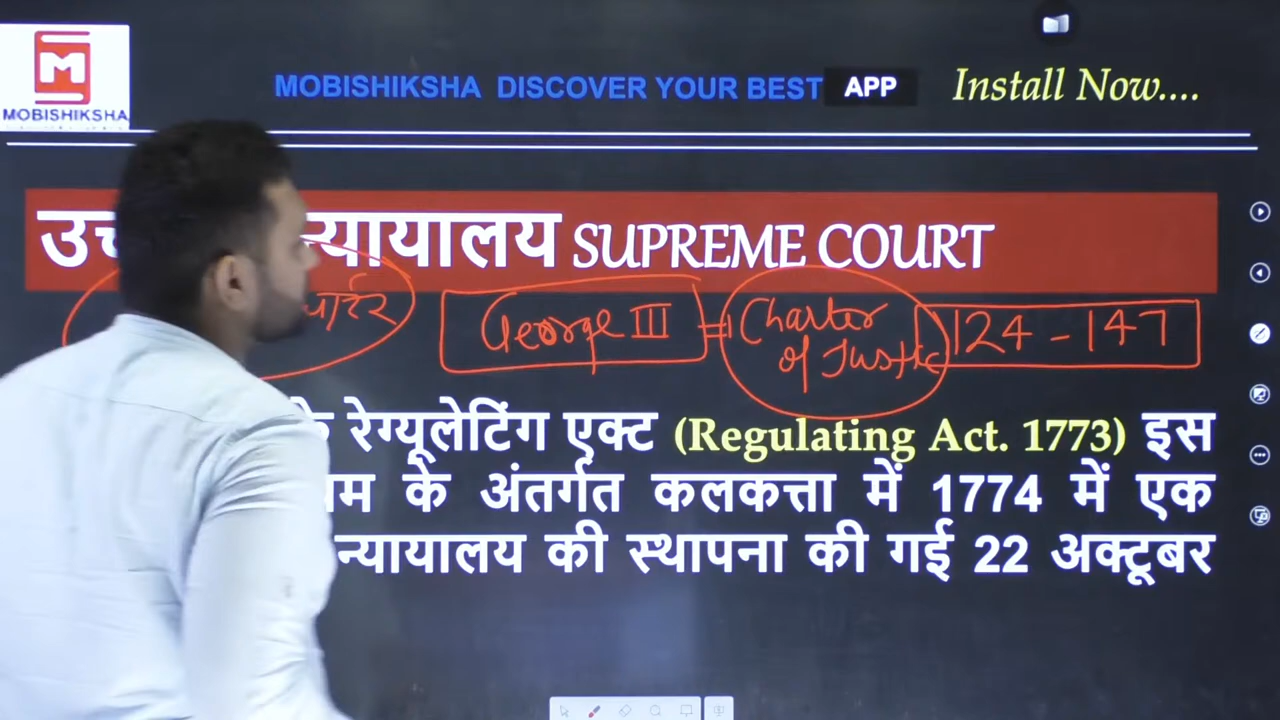 MOBISHIKSHA
MOBISHIKSHA DISCOVER YOUR BEST APP Install Now....
न्यायालय SUPREME COURT
George III = Charter of Justice 124 - 147
के रेग्यूलेटिंग एक्ट (Regulating Act. 1773) इस
के अंतर्गत कलकत्ता में 1774 में एक
न्यायालय की स्थापना की गई 22 अक्टूबर